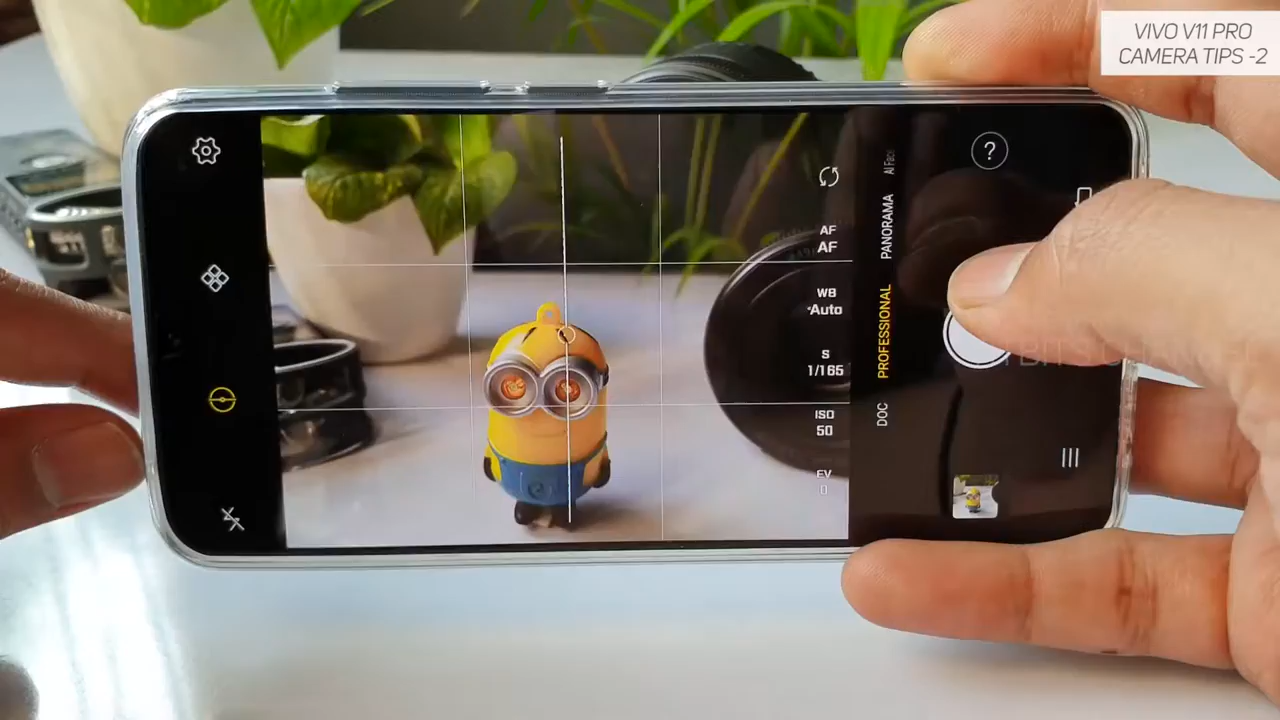 VIVO V11 PRO
CAMERA TIPS -2
?
AF
AF
WB
Auto
S
1/165
ISO
50
EV
0
AI Face
PANORAMA
PROFESSIONAL
DOC